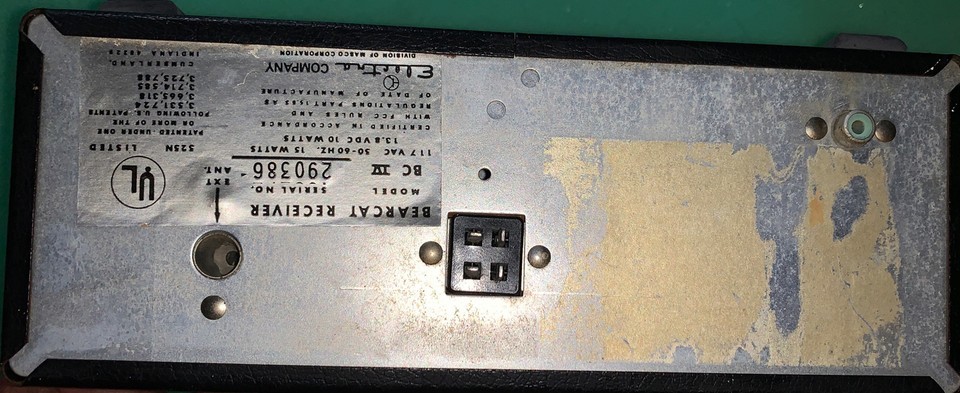 BEARCAT RECEIVER
MODEL
BC IV
SERIAL NO.
290386
EXT
ANT.
117 VAC 50-60HZ. 15 WATTS
13.8 VDC 10 WATTS
CERTIFIED IN ACCORDANCE
WITH FCC RULES AND
REGULATIONS PART 15.65 AS
OF DATE OF MANUFACTURE
Electra COMPANY
DIVISION OF MASCO CORPORATION
UL
LISTED
525N
PATENTED-UNDER ONE
OR MORE OF THE
FOLLOWING U.S. PATENTS
3,531,724
3,665,318
3,714,585
3,725,788
CUMBERLAND,
INDIANA 46229